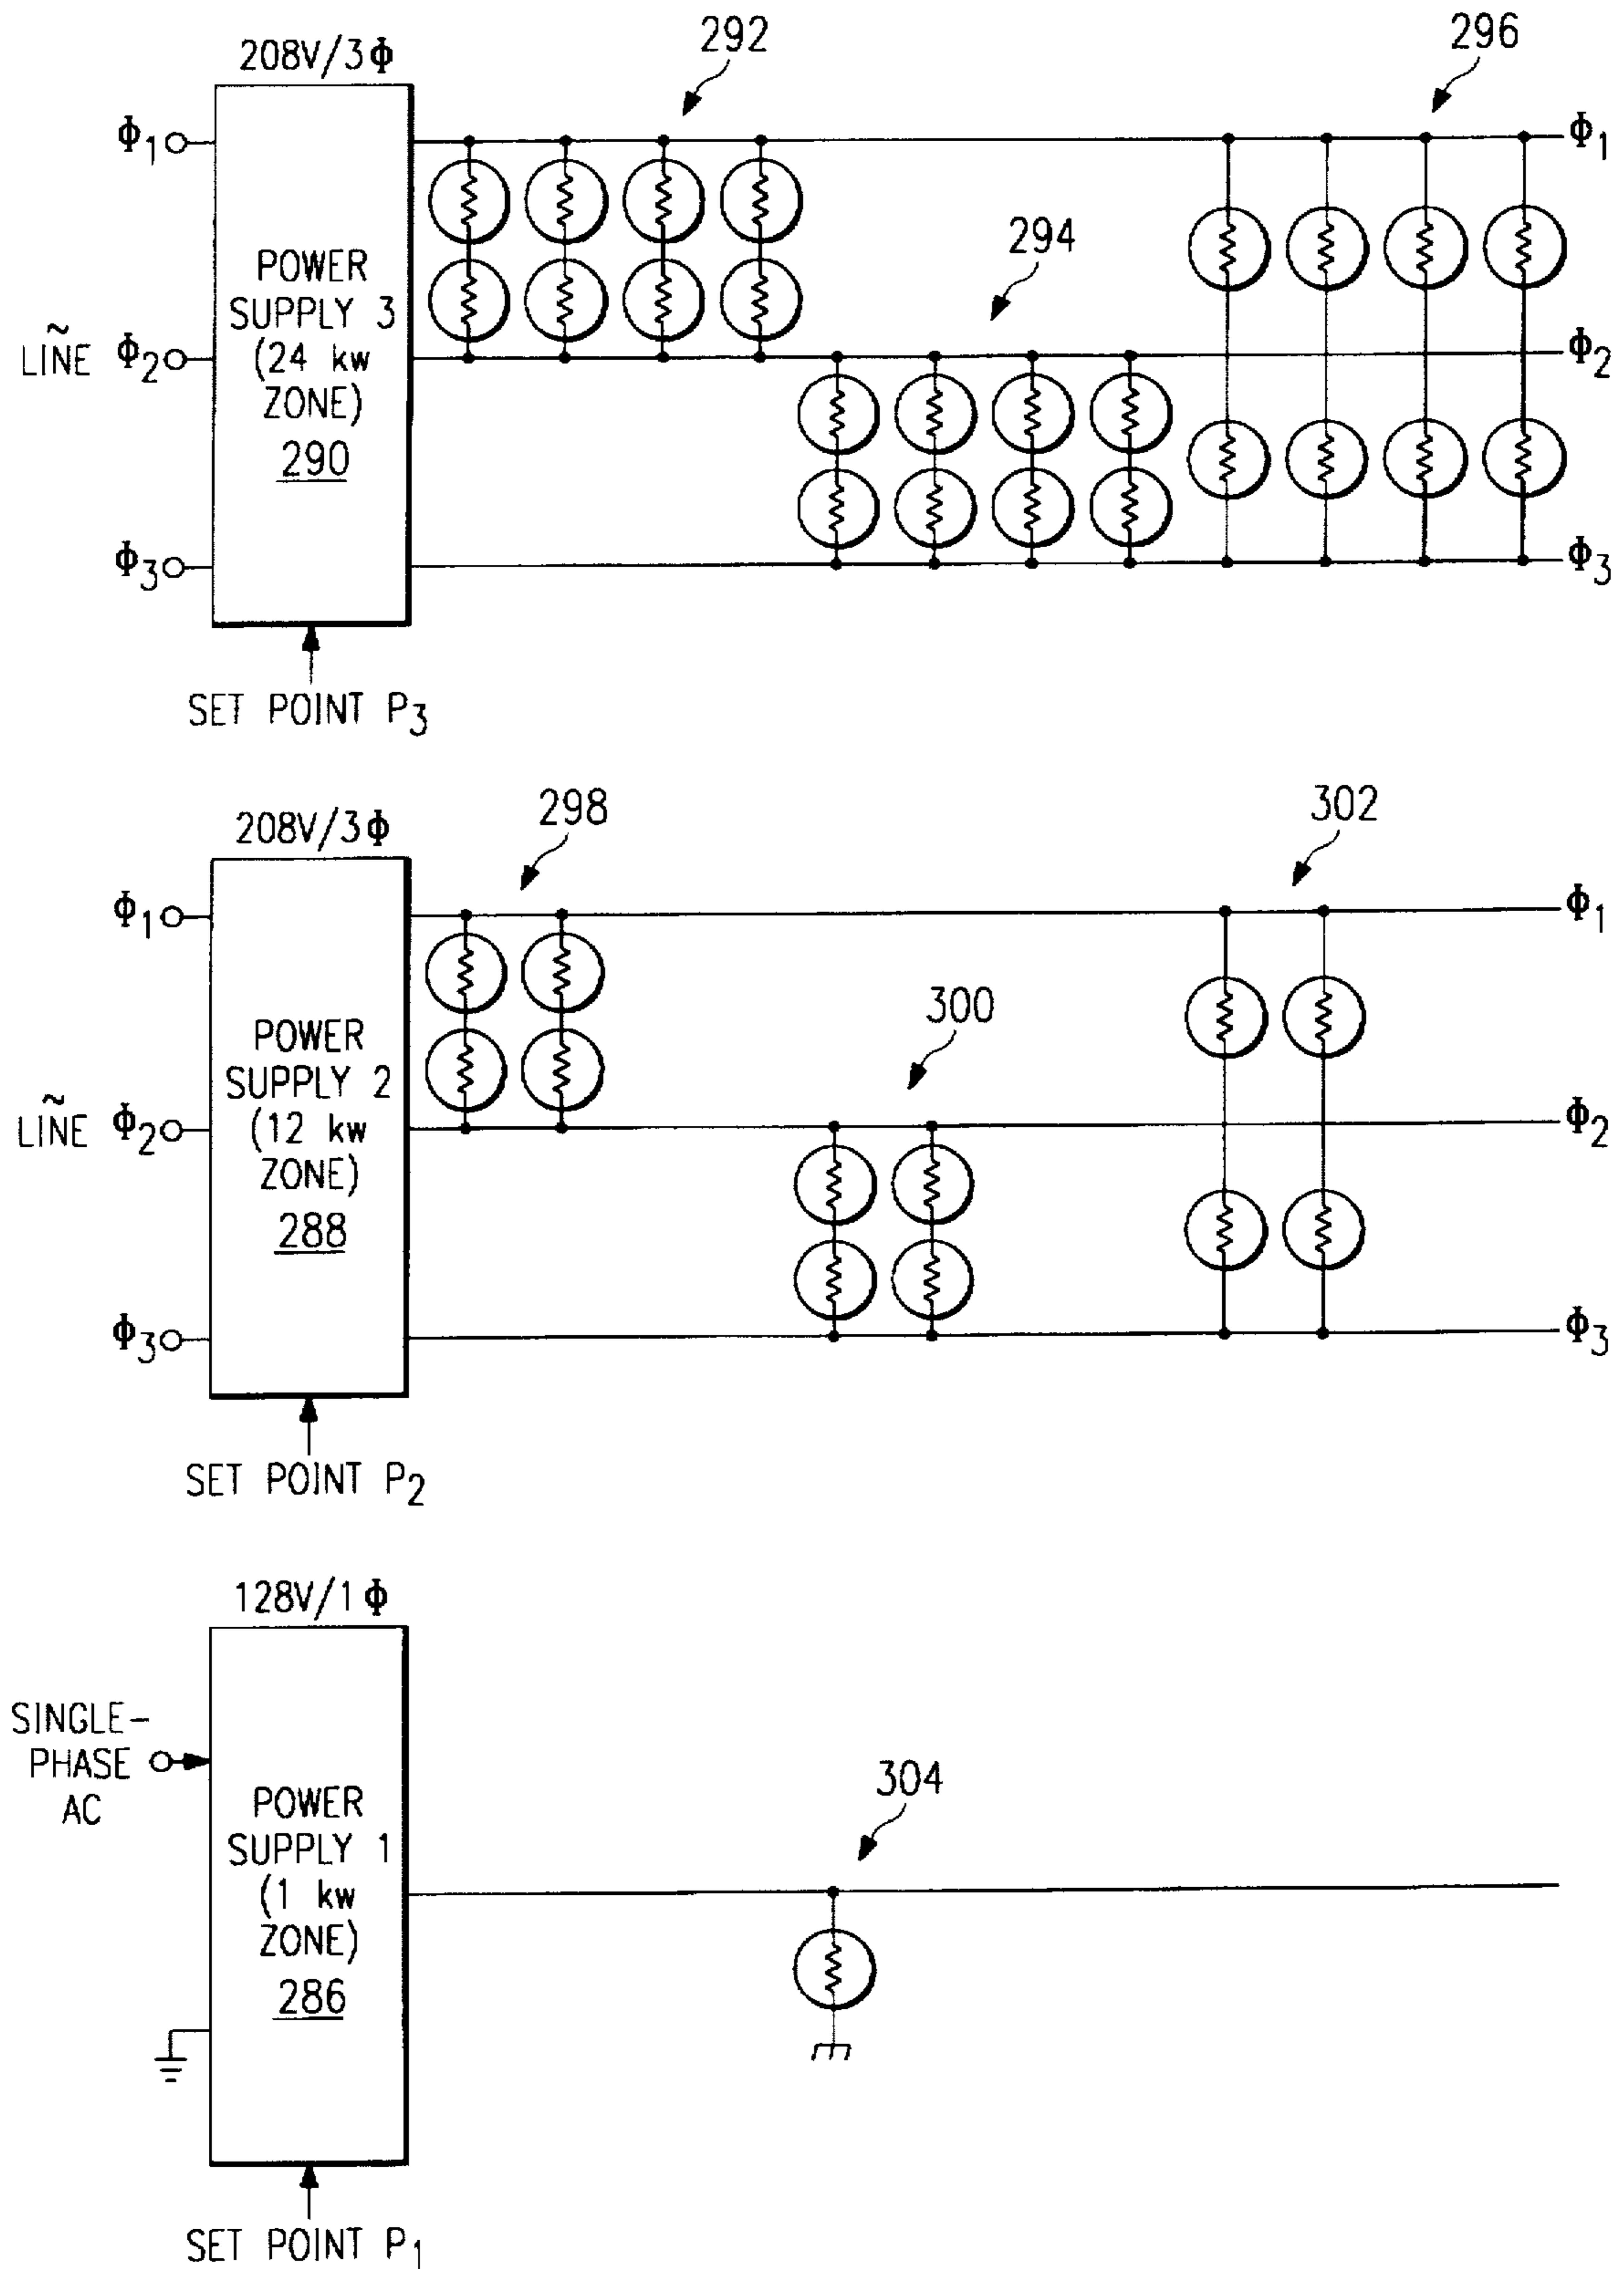 292
296
208V/3Φ
Φ1
Φ1
294
POWER
SUPPLY 3
(24 kw
ZONE)
290
~
LINE Φ2
Φ2
Φ3
Φ3
SET POINT P3
298
302
208V/3Φ
Φ1
Φ1
300
POWER
SUPPLY 2
(12 kw
ZONE)
288
~
LINE Φ2
Φ2
Φ3
Φ3
SET POINT P2
128V/1Φ
SINGLE-
PHASE
AC
304
POWER
SUPPLY 1
(1 kw
ZONE)
286
SET POINT P1